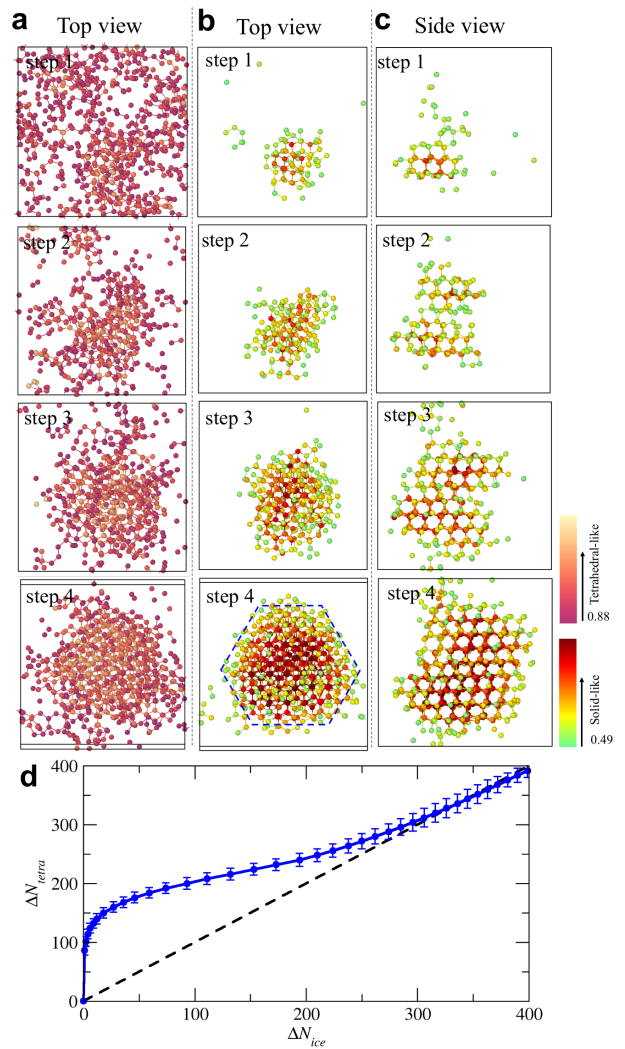 a
Top view
b
Top view
c
Side view
step 1
step 1
step 1
step 2
step 2
step 2
step 3
step 3
step 3
step 4
step 4
step 4
Tetrahedral-like
0.88
Solid-like
0.49
d
400
300
200
100
0
ΔN_tetra
0
100
200
300
400
ΔN_ice